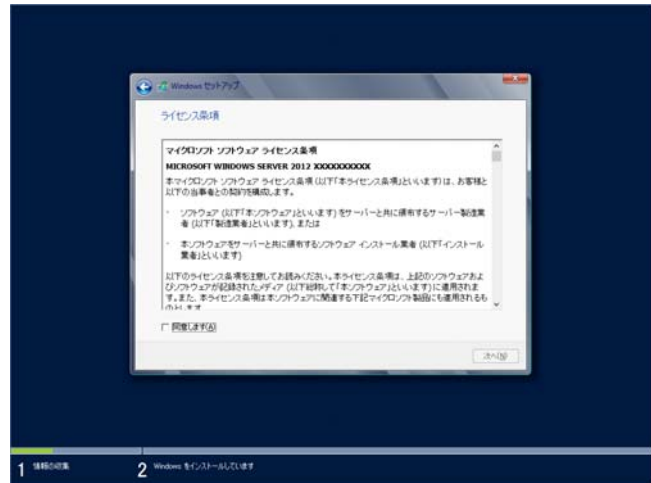 Windows セットアップ
ライセンス条項
マイクロソフト ソフトウェア ライセンス条項
MICROSOFT WINDOWS SERVER 2012 XXXXXXXXXX
本マイクロソフト ソフトウェア ライセンス条項 (以下「本ライセンス条項」といいます) は、お客様と
以下の当事者との契約を構成します。
· ソフトウェア (以下「本ソフトウェア」といいます) をサーバーと共に頒布するサーバー製造業
者 (以下「製造業者」といいます)、または
· 本ソフトウェアをサーバーと共に頒布するソフトウェア インストール業者 (以下「インストール
業者」といいます)
以下のライセンス条項を注意してお読みください。本ライセンス条項は、上記のソフトウェアおよ
びソフトウェアが記録されたメディア (以下総称して「本ソフトウェア」といいます) に適用されま
す。また、本ライセンス条項は本ソフトウェアに関連する下記マイクロソフト製品にも適用されるも
のとします
同意します(A)
次へ(N)
1 情報の収集
2 Windows をインストールしています